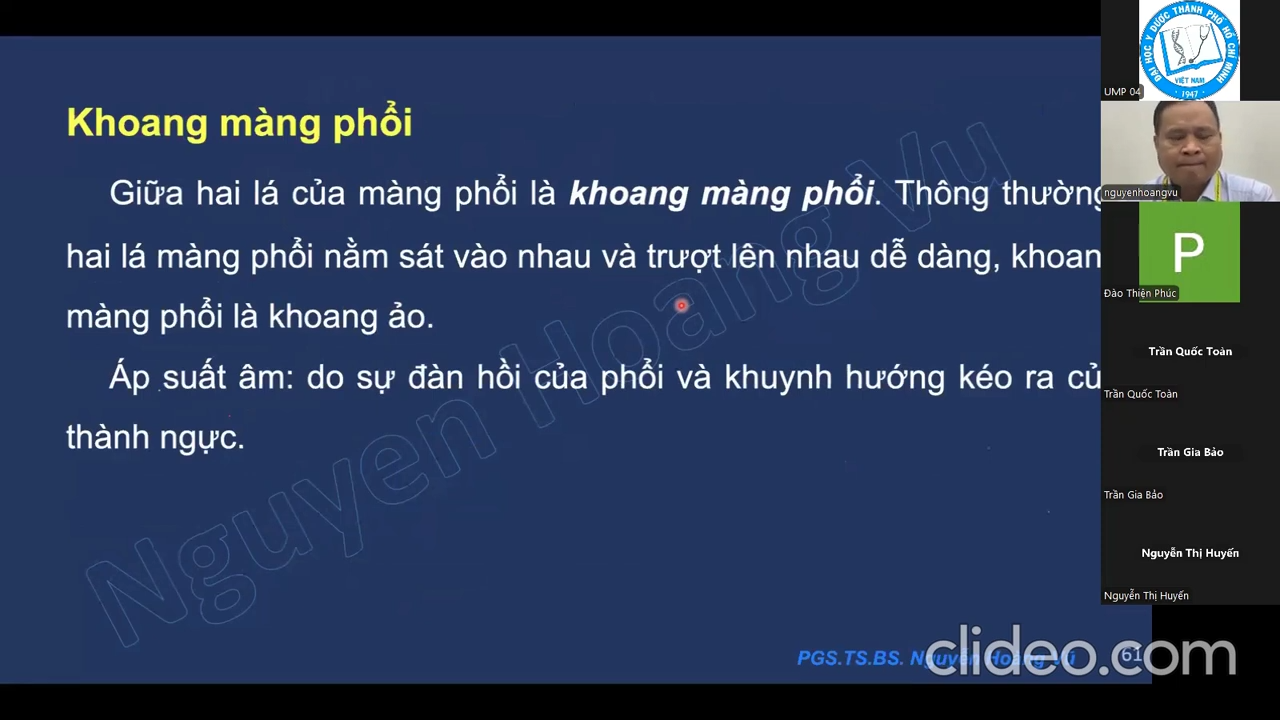 Khoang màng phổi
Giữa hai lá của màng phổi là khoang màng phổi. Thông thường
hai lá màng phổi nằm sát vào nhau và trượt lên nhau dễ dàng, khoan
màng phổi là khoang ảo.
Áp suất âm: do sự đàn hồi của phổi và khuynh hướng kéo ra củ
thành ngực.
Nguyen Hoang Vu
PGS.TS.BS. Nguyễn Hoàng Vũ
61
clideo.com
ĐẠI HỌC Y DƯỢC THÀNH PHỐ HỒ CHÍ MINH
VIỆT NAM
1947
UMP 04
nguyenhoangvu
P
Đào Thiện Phúc
Trần Quốc Toàn
Trần Quốc Toàn
Trần Gia Bảo
Trần Gia Bảo
Nguyễn Thị Huyến
Nguyễn Thị Huyến